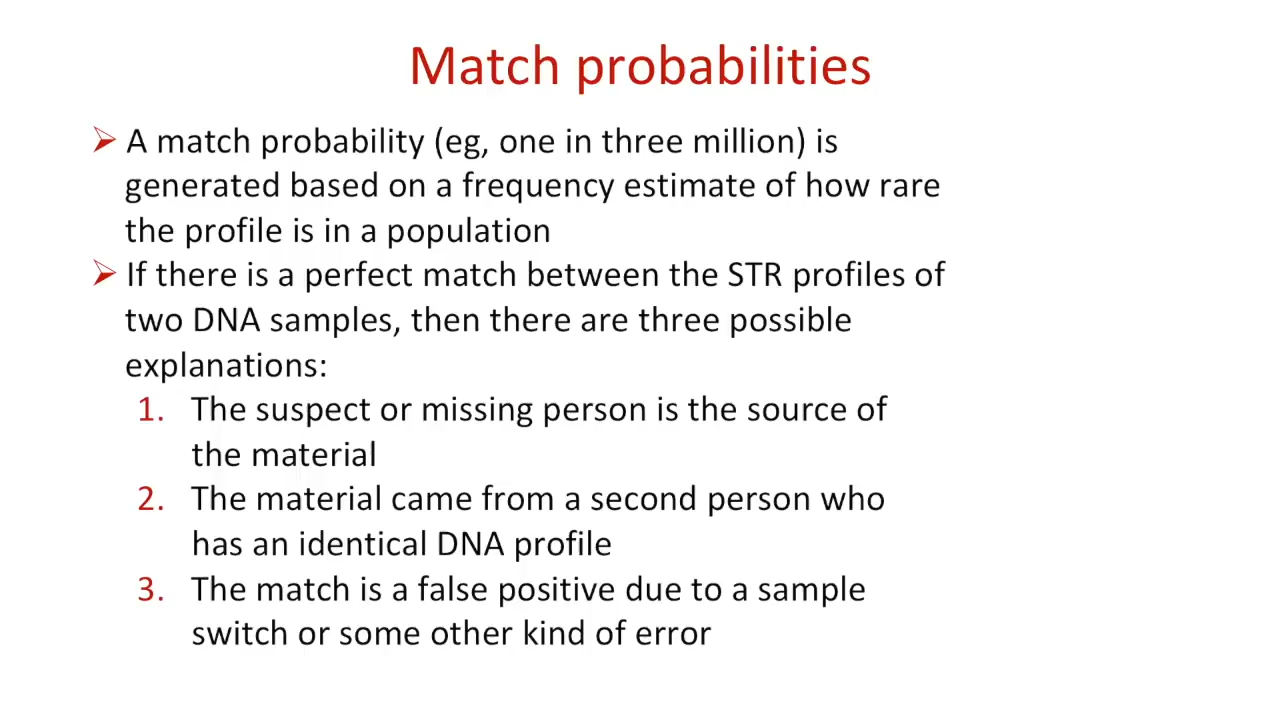 Match probabilities
➢ A match probability (eg, one in three million) is
generated based on a frequency estimate of how rare
the profile is in a population
➢ If there is a perfect match between the STR profiles of
two DNA samples, then there are three possible
explanations:
1. The suspect or missing person is the source of
the material
2. The material came from a second person who
has an identical DNA profile
3. The match is a false positive due to a sample
switch or some other kind of error